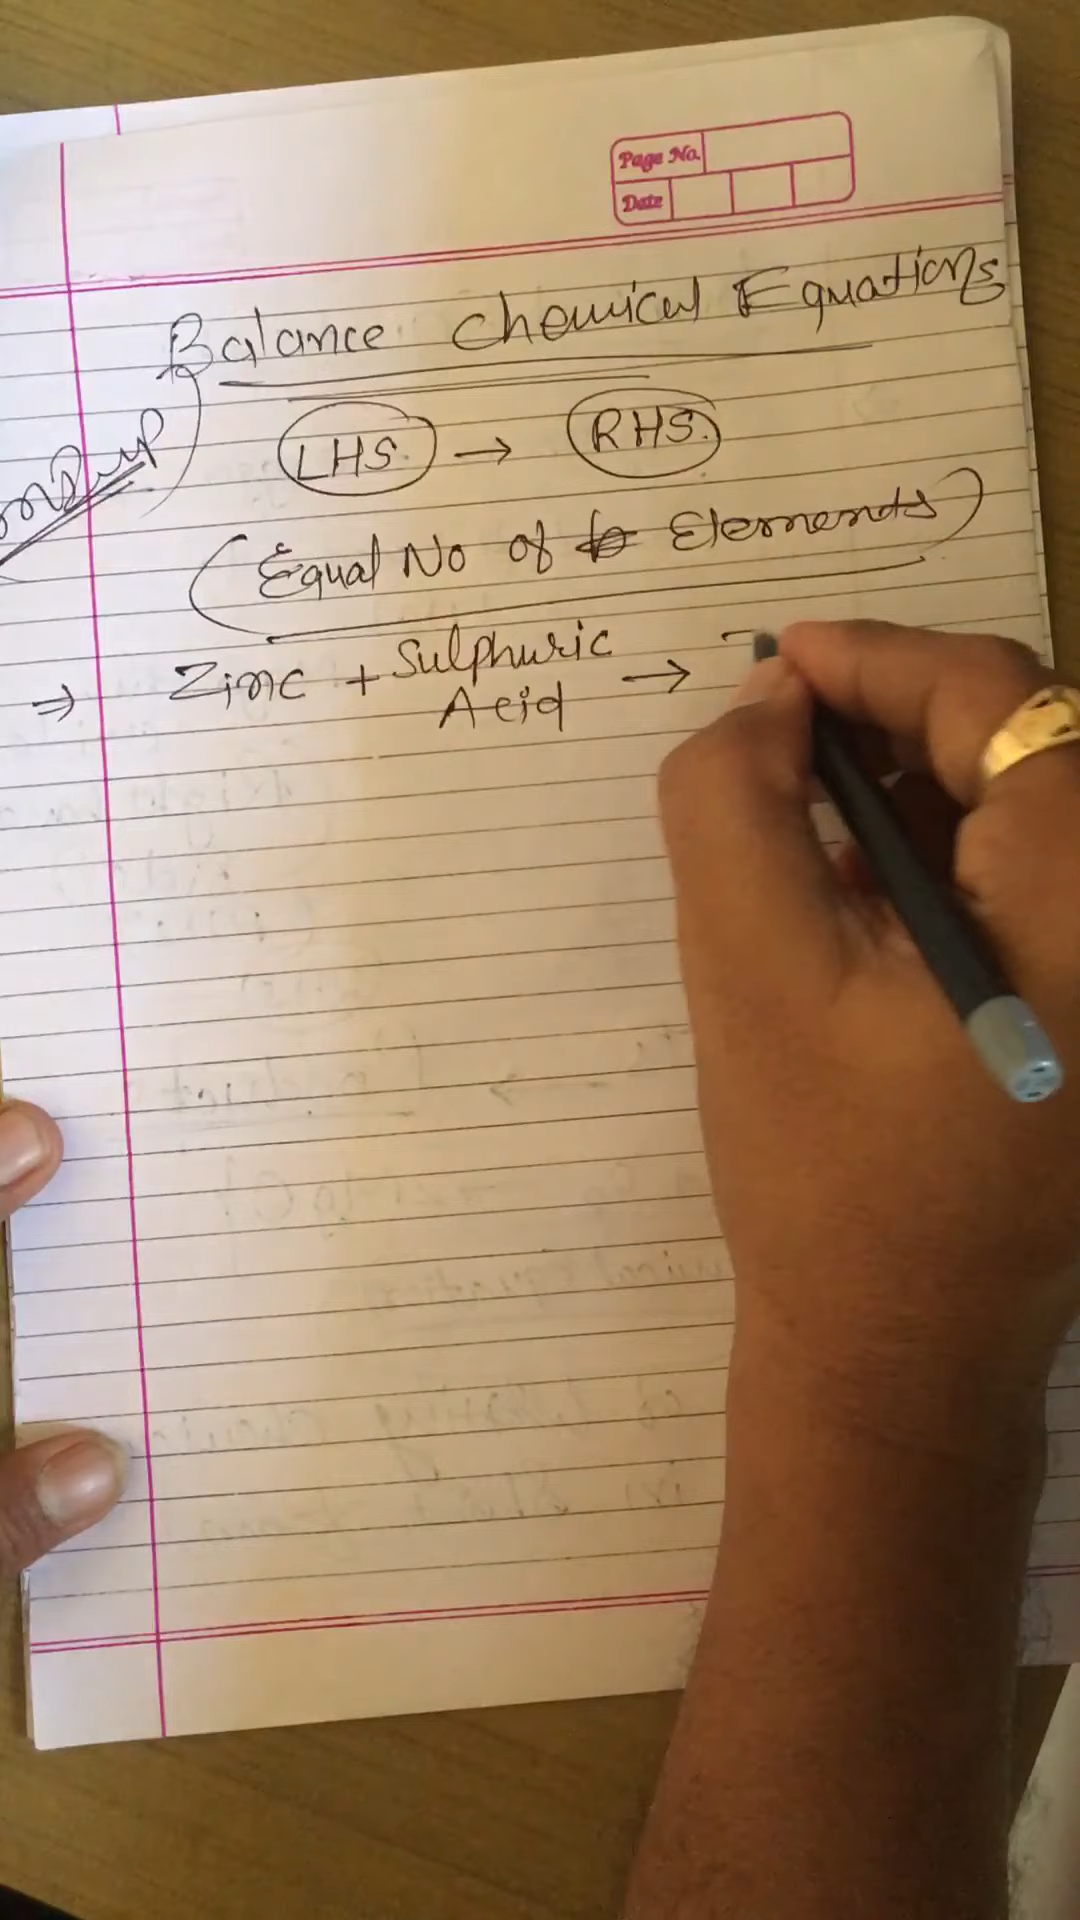 Page No.
Date
Balance Chemical Equations
LHS. → RHS.
(Equal No of Elements)
⇒ Zinc + Sulphuric Acid →